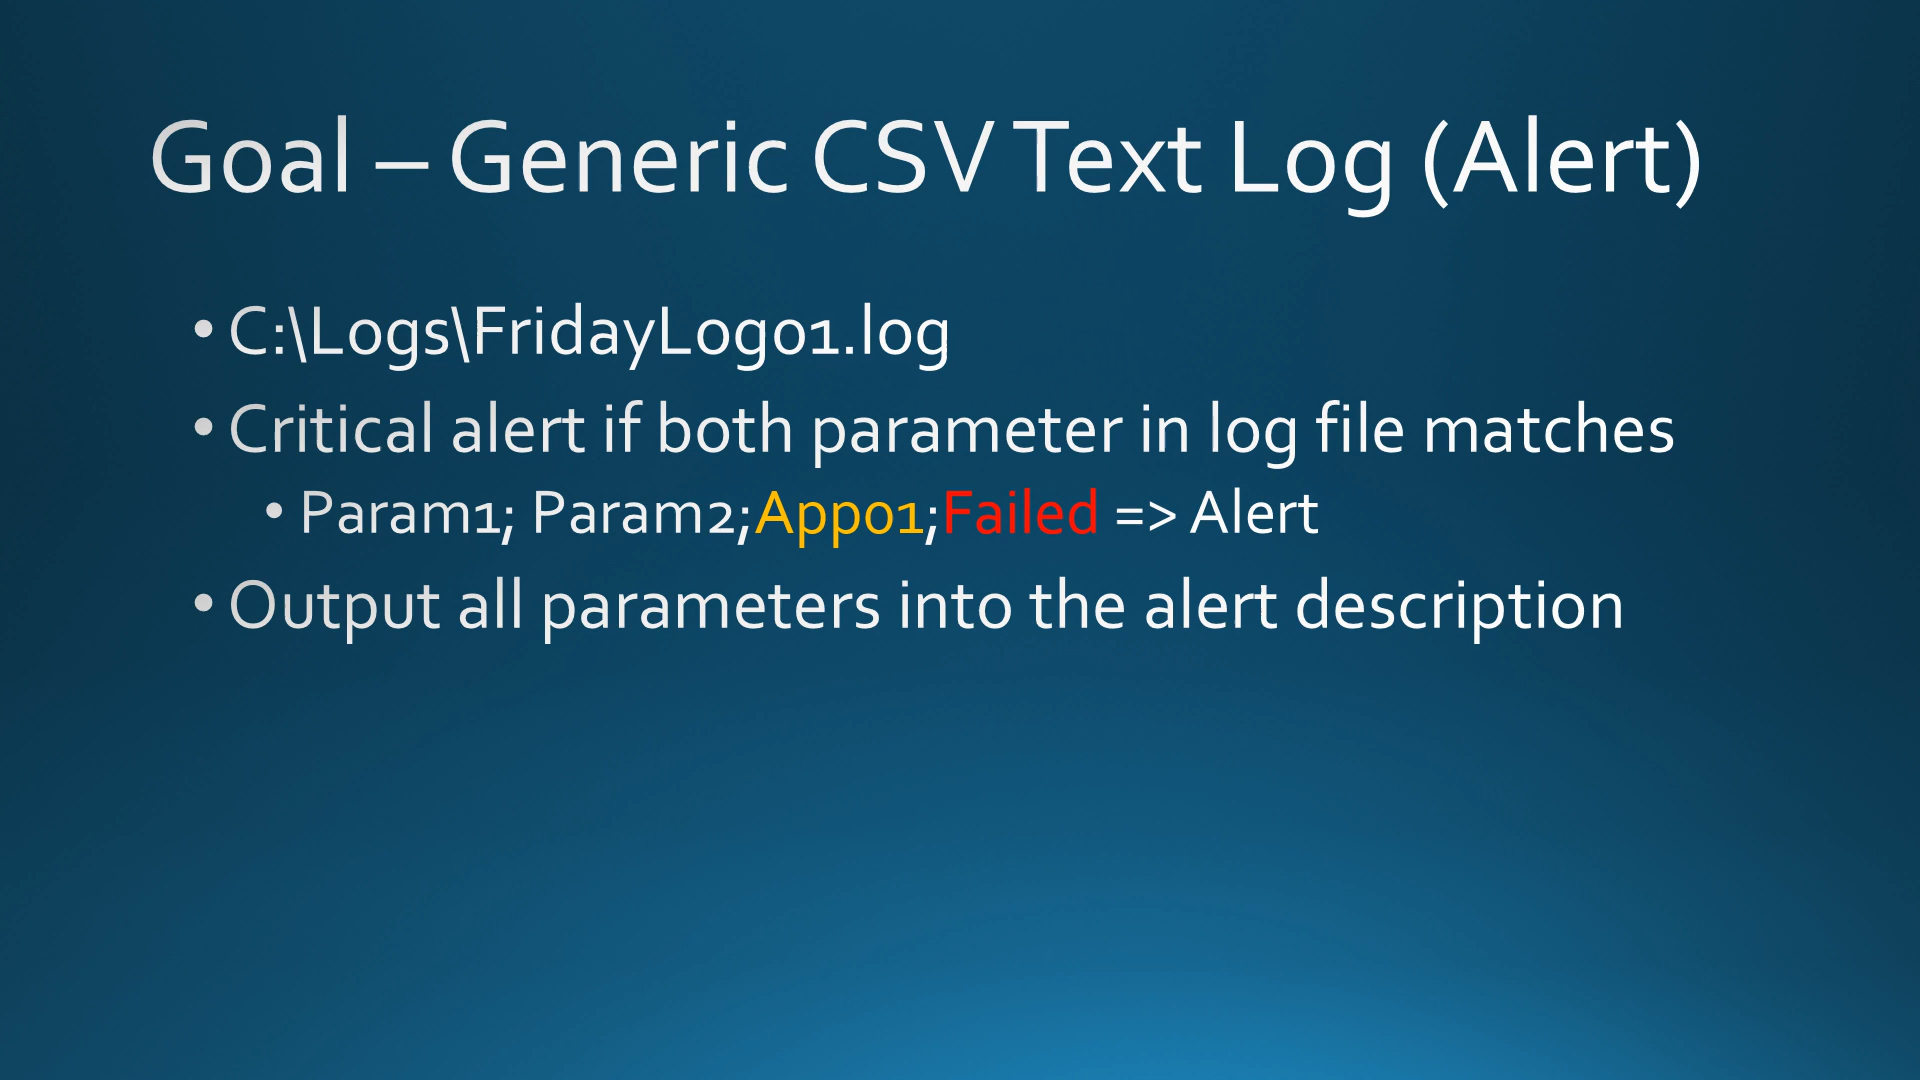 Goal – Generic CSV Text Log (Alert)
• C:\Logs\FridayLog01.log
• Critical alert if both parameter in log file matches
• Param1; Param2;App01;Failed => Alert
• Output all parameters into the alert description